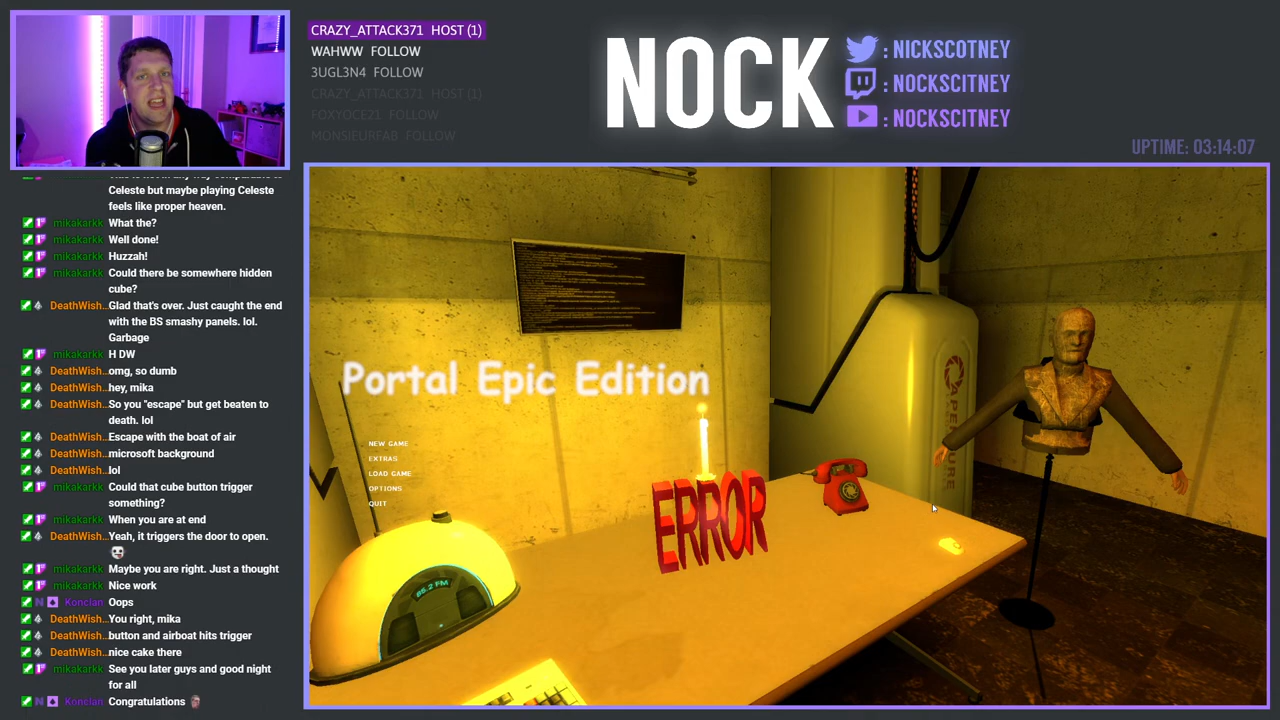 CRAZY_ATTACK371 HOST (1)
WAHWW FOLLOW
3UGL3N4 FOLLOW
CRAZY_ATTACK371 HOST (1)
FOXYOCE21 FOLLOW
MONSIEURFAB FOLLOW
NOCK
: NICKSCOTNEY
: NOCKSCITNEY
: NOCKSCITNEY
UPTIME: 03:14:07
Celeste but maybe playing Celeste
feels like proper heaven.
mikakarkk What the?
mikakarkk Well done!
mikakarkk Huzzah!
mikakarkk Could there be somewhere hidden
cube?
DeathWish.. Glad that's over. Just caught the end
with the BS smashy panels. lol.
Garbage
mikakarkk H DW
DeathWish.. omg, so dumb
DeathWish.. hey, mika
DeathWish.. So you "escape" but get beaten to
death. lol
DeathWish.. Escape with the boat of air
DeathWish.. microsoft background
DeathWish.. lol
mikakarkk Could that cube button trigger
something?
mikakarkk When you are at end
DeathWish.. Yeah, it triggers the door to open.
mikakarkk Maybe you are right. Just a thought
mikakarkk Nice work
N Konclan Oops
DeathWish.. You right, mika
DeathWish.. button and airboat hits trigger
DeathWish.. nice cake there
mikakarkk See you later guys and good night
for all
N Konclan Congratulations
Portal Epic Edition
NEW GAME
EXTRAS
LOAD GAME
OPTIONS
QUIT
ERROR
85.2 FM
APERTURE